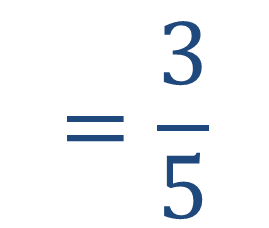 = 3/5